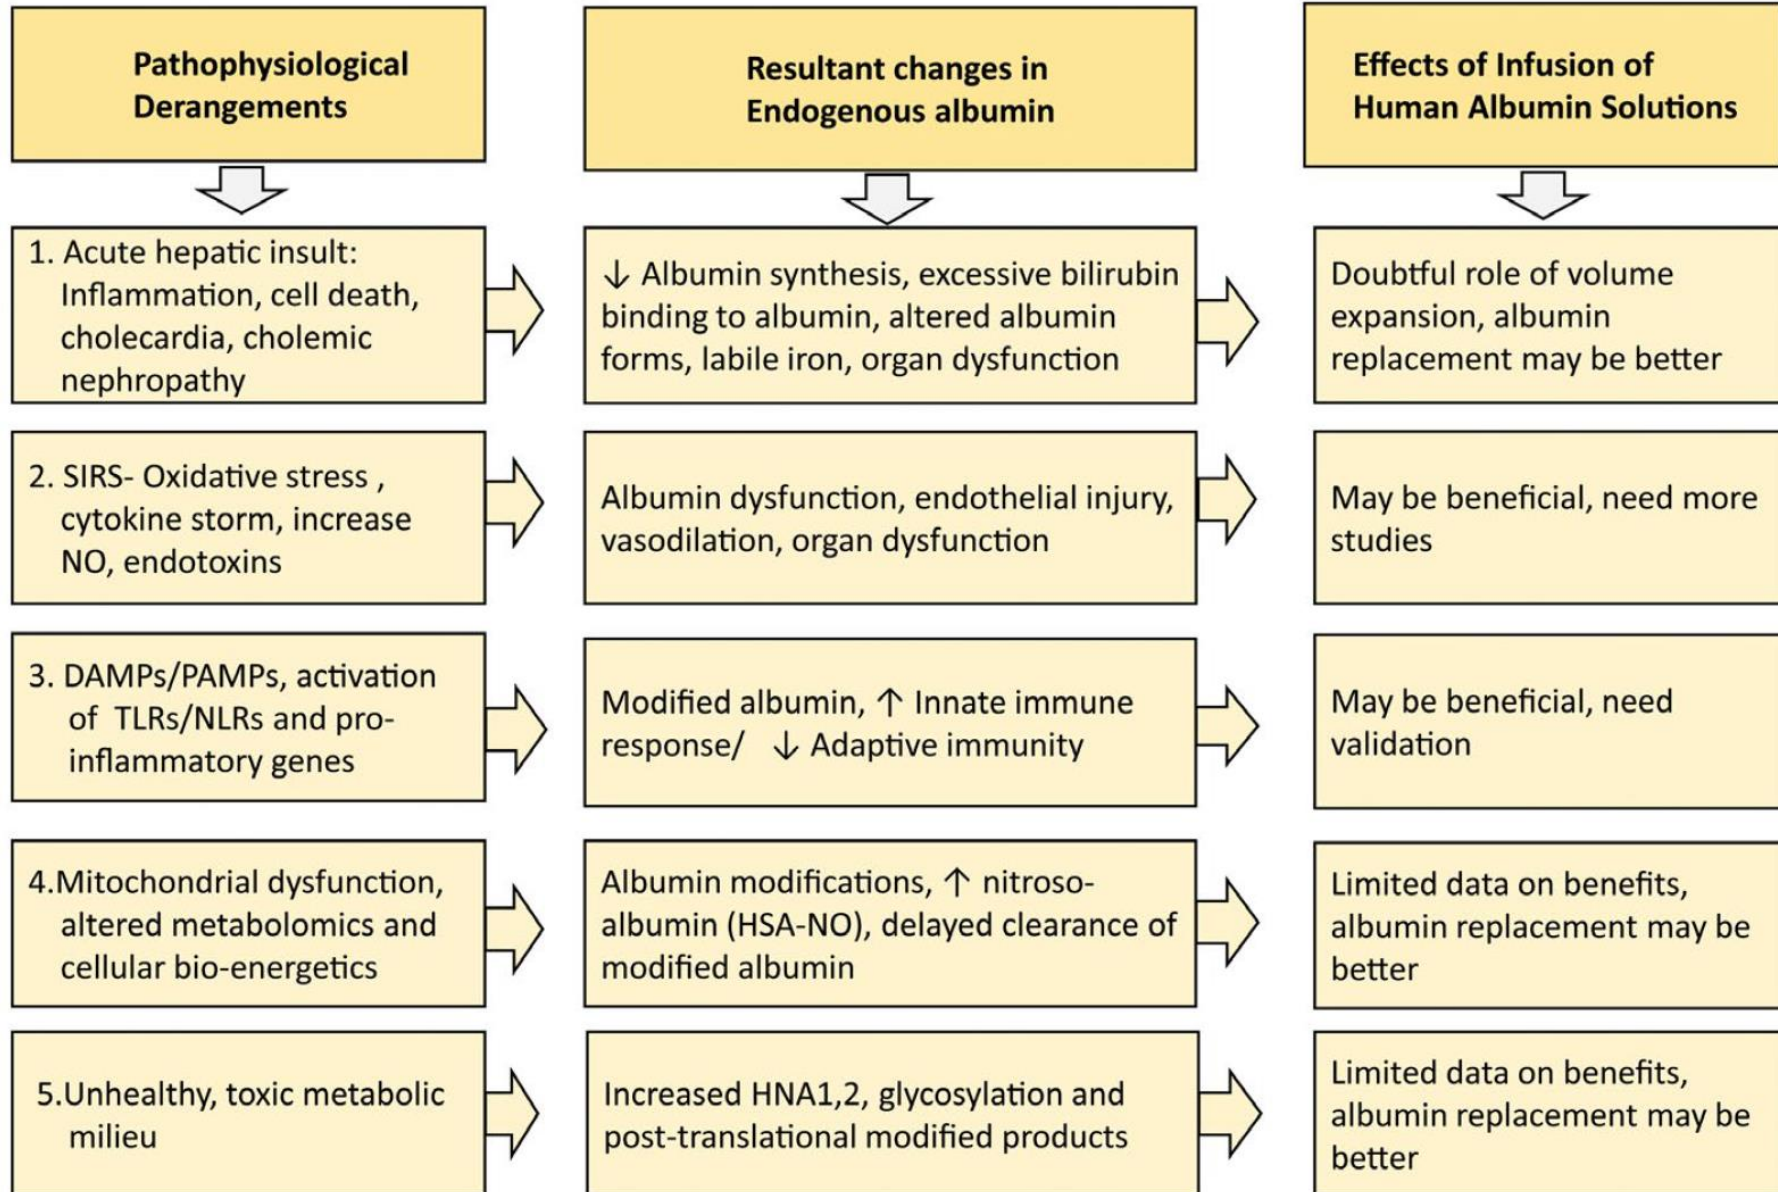 Pathophysiological
Derangements
Resultant changes in
Endogenous albumin
Effects of Infusion of
Human Albumin Solutions
1. Acute hepatic insult:
Inflammation, cell death,
cholecardia, cholemic
nephropathy
↓ Albumin synthesis, excessive bilirubin
binding to albumin, altered albumin
forms, labile iron, organ dysfunction
Doubtful role of volume
expansion, albumin
replacement may be better
2. SIRS- Oxidative stress ,
cytokine storm, increase
NO, endotoxins
Albumin dysfunction, endothelial injury,
vasodilation, organ dysfunction
May be beneficial, need more
studies
3. DAMPs/PAMPs, activation
of TLRs/NLRs and pro-
inflammatory genes
Modified albumin, ↑ Innate immune
response/ ↓ Adaptive immunity
May be beneficial, need
validation
4.Mitochondrial dysfunction,
altered metabolomics and
cellular bio-energetics
Albumin modifications, ↑ nitroso-
albumin (HSA-NO), delayed clearance of
modified albumin
Limited data on benefits,
albumin replacement may be
better
5.Unhealthy, toxic metabolic
milieu
Increased HNA1,2, glycosylation and
post-translational modified products
Limited data on benefits,
albumin replacement may be
better